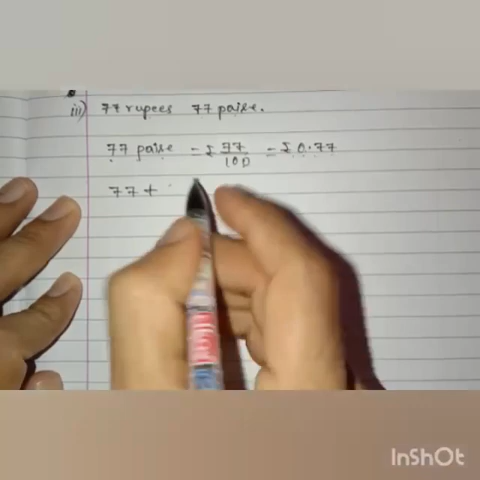 iii) 77 rupees 77 paise.
77 paise = ₹ 77/100 = ₹ 0.77
77 +
InShOt